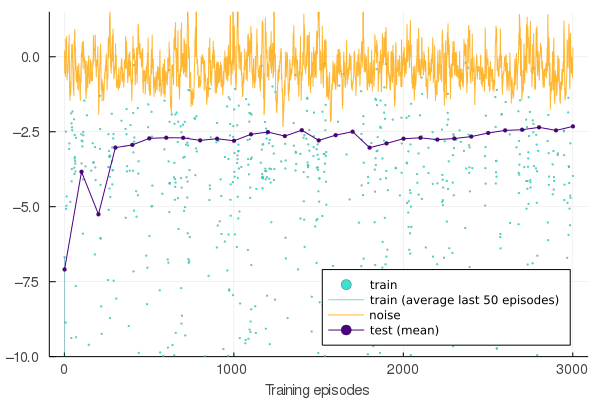 0.0
−2.5
−5.0
−7.5
−10.0
train
train (average last 50 episodes)
noise
test (mean)
0 1000 2000 3000
Training episodes